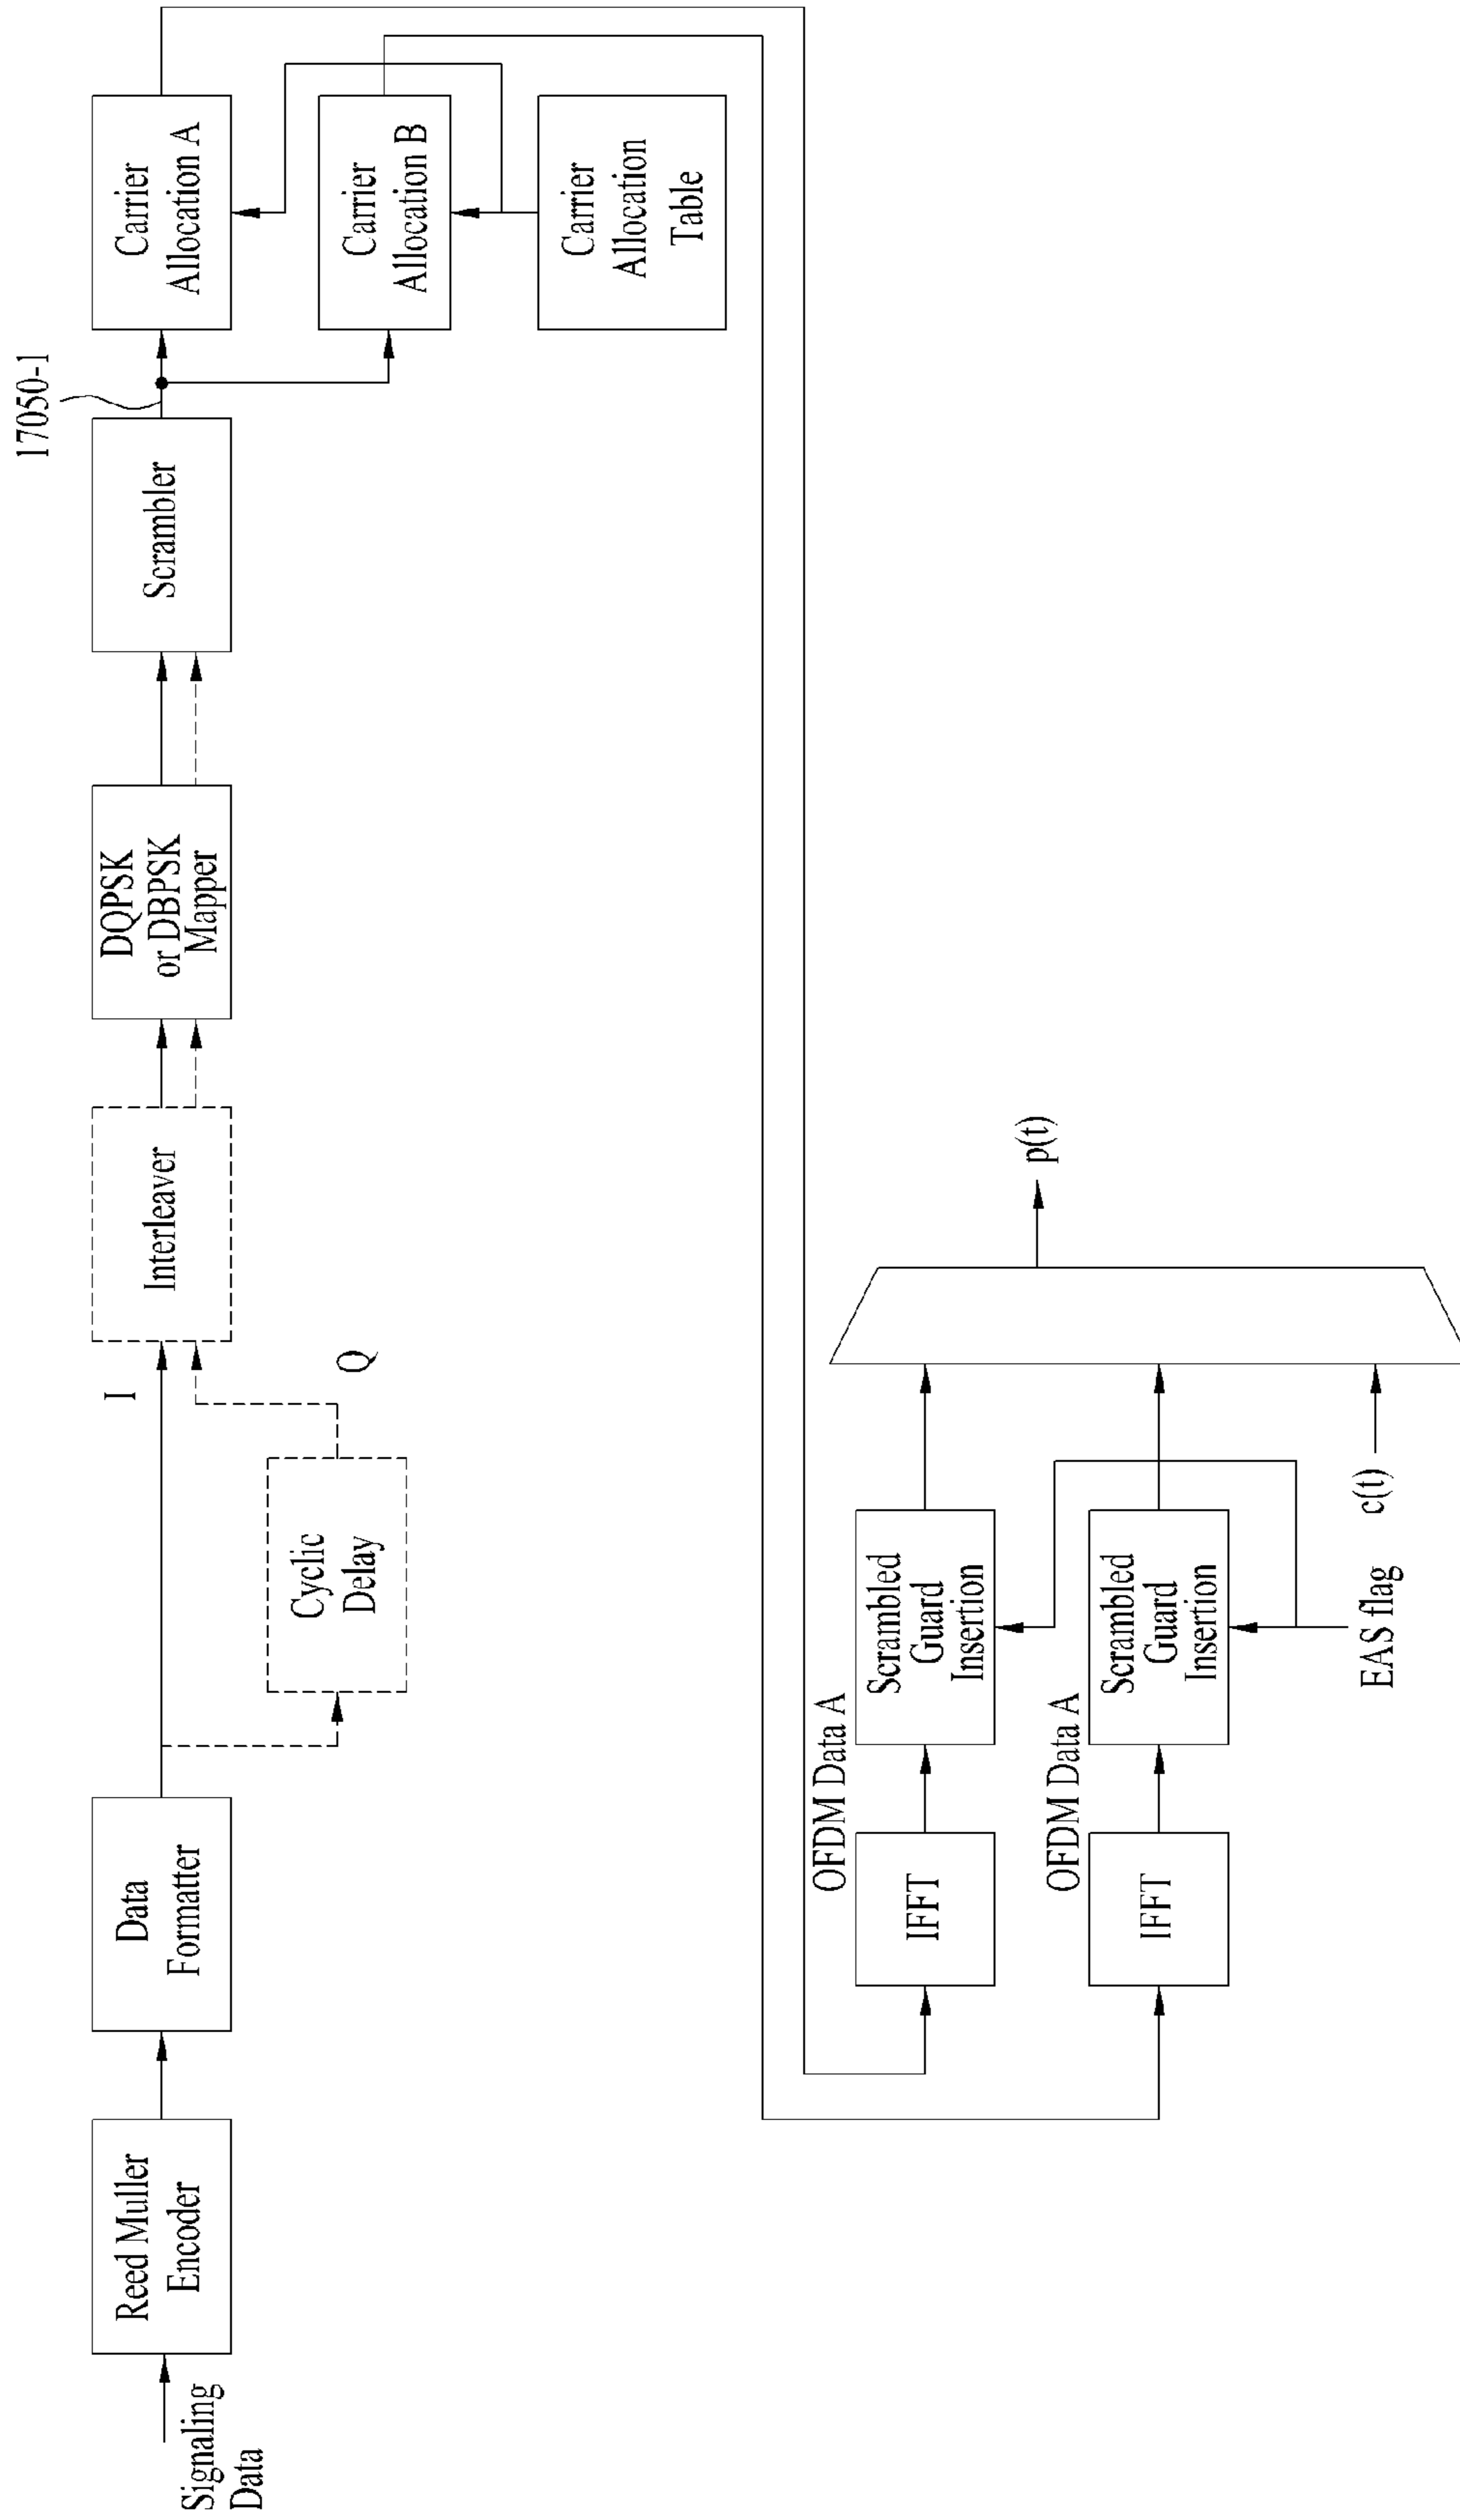 Signaling
Data
Reed Muller
Encoder
Data
Formatter
Cyclic
Delay
I
Q
Interleaver
DQPSK
or DBPSK
Mapper
Scrambler
17050-1
Carrier
Allocation A
Carrier
Allocation B
Carrier
Allocation
Table
IFFT
OFDM Data A
Scrambled
Guard
Insertion
IFFT
OFDM Data A
Scrambled
Guard
Insertion
EAS flag
c(t)
p(t)